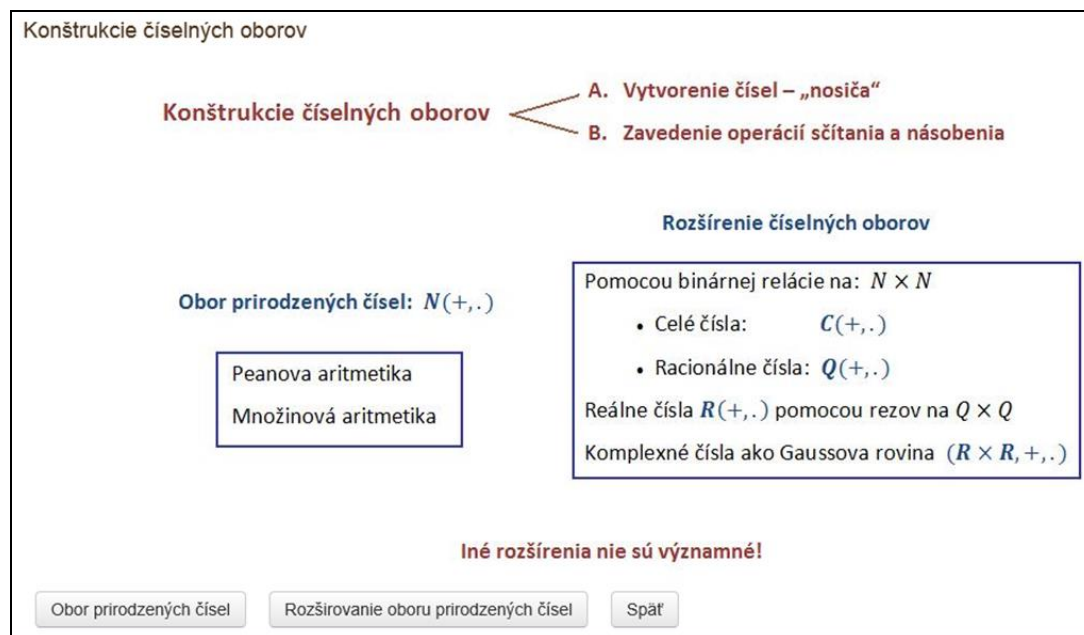 Konštrukcie číselných oborov
Konštrukcie číselných oborov
A. Vytvorenie čísel – „nosiča“
B. Zavedenie operácií sčítania a násobenia
Rozšírenie číselných oborov
Obor prirodzených čísel: N(+,.)
Peanova aritmetika
Množinová aritmetika
Pomocou binárnej relácie na: N × N
• Celé čísla: C(+,.)
• Racionálne čísla: Q(+,.)
Reálne čísla R(+,.) pomocou rezov na Q × Q
Komplexné čísla ako Gaussova rovina (R × R,+,.)
Iné rozšírenia nie sú významné!
Obor prirodzených čísel
Rozširovanie oboru prirodzených čísel
Späť